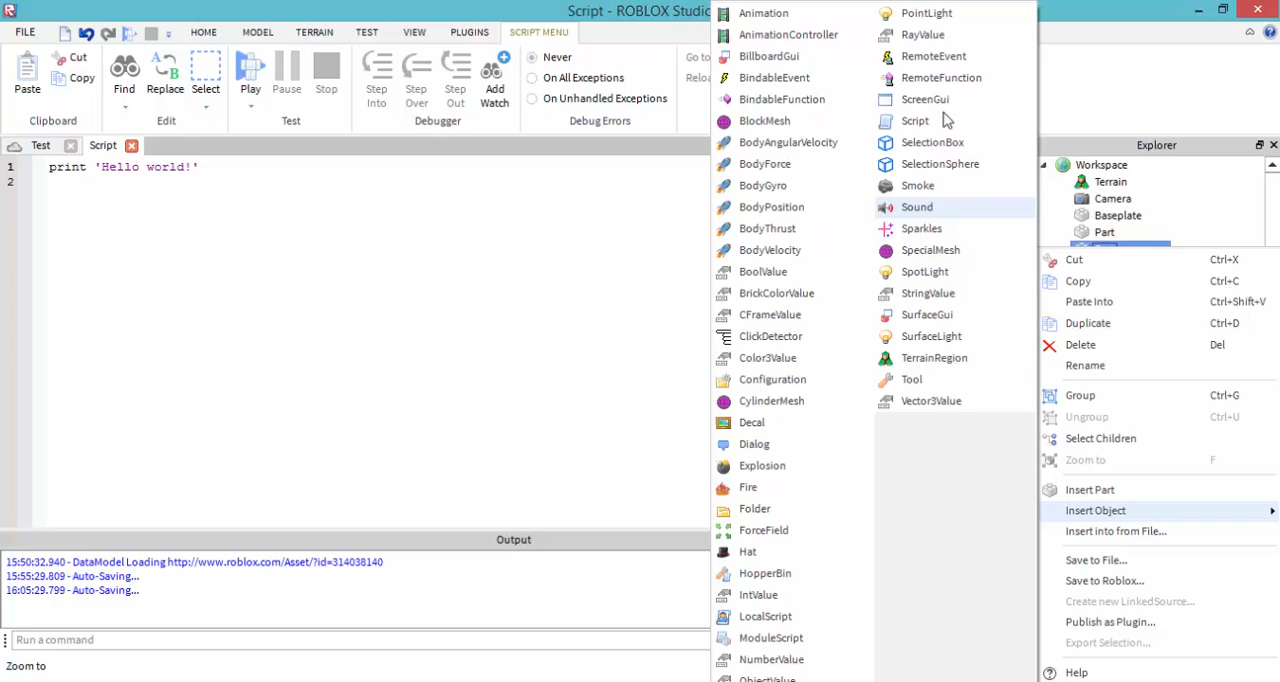 Script - ROBLOX Studio
FILE HOME MODEL TERRAIN TEST VIEW PLUGINS SCRIPT MENU
Paste
Cut
Copy
Clipboard
Find
Replace
Select
Edit
Play
Pause
Stop
Test
Step Into
Step Over
Step Out
Add Watch
Debugger
Never
On All Exceptions
On Unhandled Exceptions
Debug Errors
Go to
Test
Script
1 print 'Hello world!'
2
Output
15:50:32.940 - DataModel Loading http://www.roblox.com/Asset/?id=314038140
15:55:29.809 - Auto-Saving...
16:05:29.799 - Auto-Saving...
Run a command
Zoom to
Animation
AnimationController
BillboardGui
BindableEvent
BindableFunction
BlockMesh
BodyAngularVelocity
BodyForce
BodyGyro
BodyPosition
BodyThrust
BodyVelocity
BoolValue
BrickColorValue
CFrameValue
ClickDetector
Color3Value
Configuration
CylinderMesh
Decal
Dialog
Explosion
Fire
Folder
ForceField
Hat
HopperBin
IntValue
LocalScript
ModuleScript
NumberValue
ObjectValue
PointLight
RayValue
RemoteEvent
RemoteFunction
ScreenGui
Script
SelectionBox
SelectionSphere
Smoke
Sound
Sparkles
SpecialMesh
SpotLight
StringValue
SurfaceGui
SurfaceLight
TerrainRegion
Tool
Vector3Value
Explorer
Workspace
Terrain
Camera
Baseplate
Part
Cut Ctrl+X
Copy Ctrl+C
Paste Into Ctrl+Shift+V
Duplicate Ctrl+D
Delete Del
Rename
Group Ctrl+G
Ungroup Ctrl+U
Select Children
Zoom to F
Insert Part
Insert Object
Insert into from File...
Save to File...
Save to Roblox...
Create new LinkedSource...
Publish as Plugin...
Export Selection...
Help